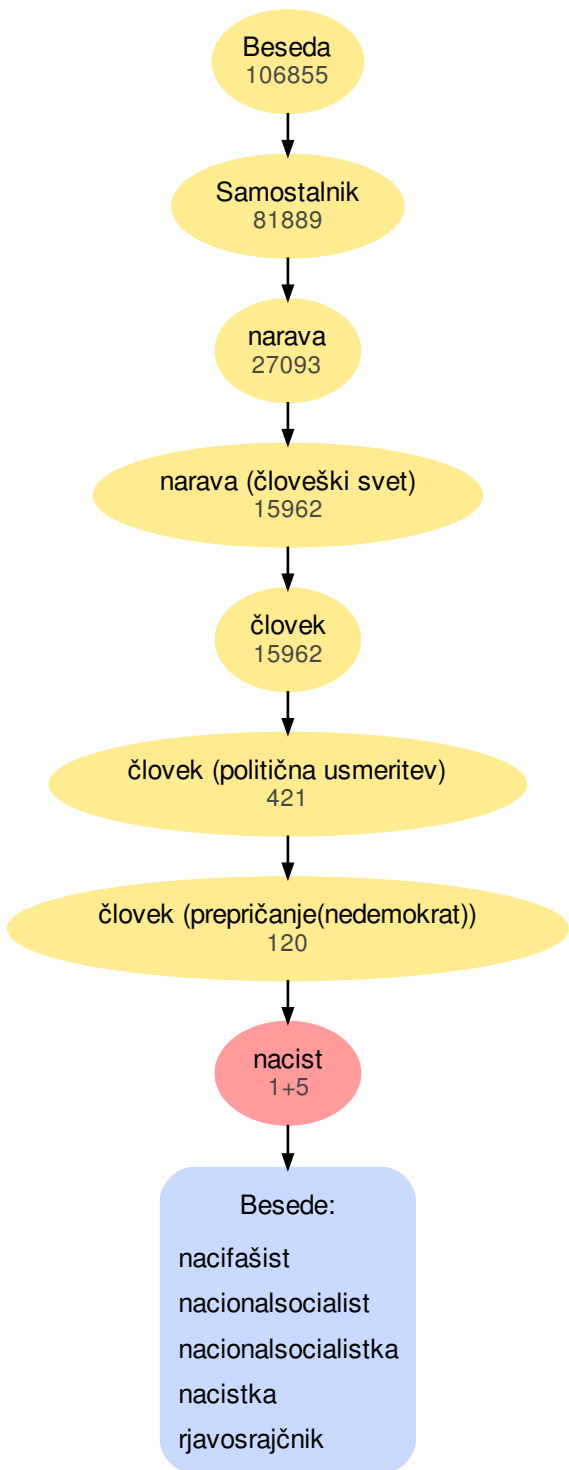 Beseda
106855
Samostalnik
81889
narava
27093
narava (človeški svet)
15962
človek
15962
človek (politična usmeritev)
421
človek (prepričanje(nedemokrat))
120
nacist
1+5
Besede:
nacifašist
nacionalsocialist
nacionalsocialistka
nacistka
rjavosrajčnik